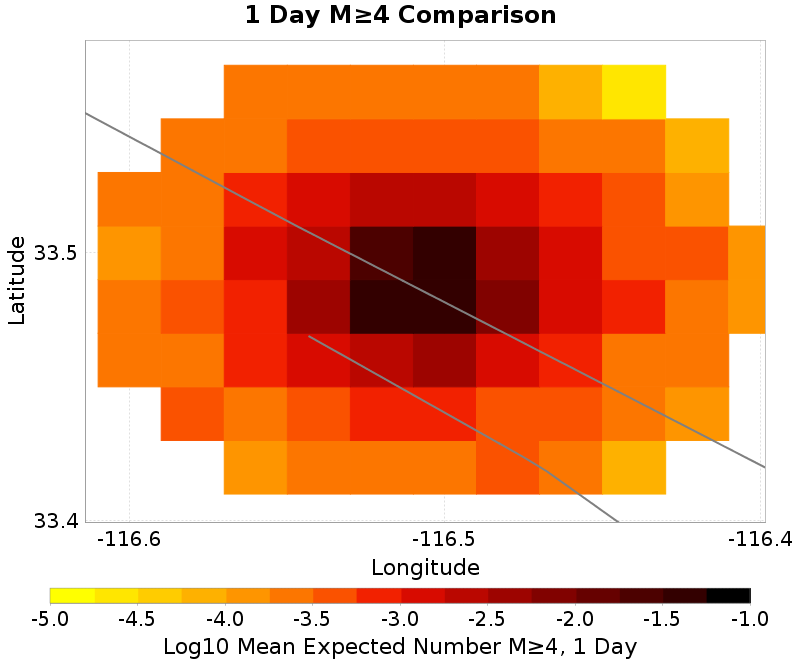 1 Day M≥4 Comparison
Latitude
33.5
33.4
-116.6 -116.5 -116.4
Longitude
-5.0 -4.5 -4.0 -3.5 -3.0 -2.5 -2.0 -1.5 -1.0
Log10 Mean Expected Number M≥4, 1 Day